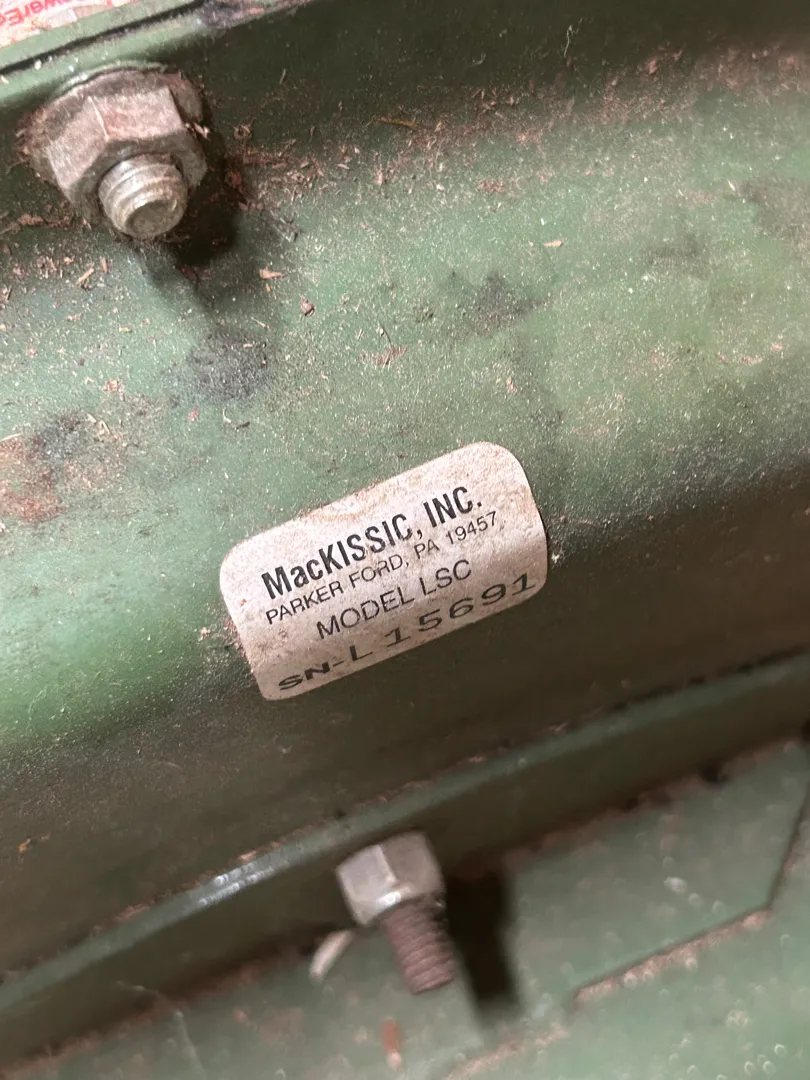 MacKISSIC, INC.
PARKER FORD, PA 19457
MODEL LSC
SN-L 15691